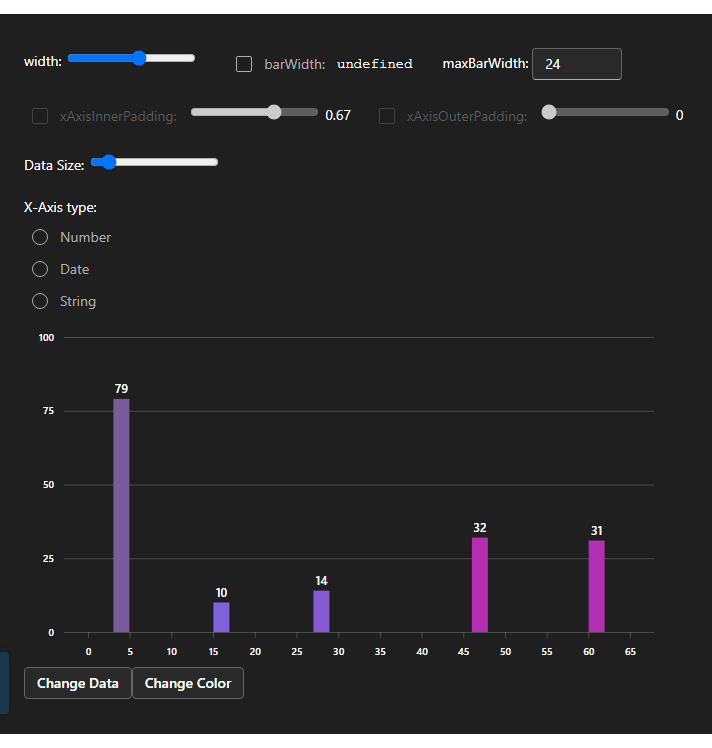 width: barWidth: undefined maxBarWidth: 24
xAxisInnerPadding: 0.67 xAxisOuterPadding: 0
Data Size:
X-Axis type:
Number
Date
String
100
79
75
50
32
31
25
14
10
0
0 5 10 15 20 25 30 35 40 45 50 55 60 65
Change Data Change Color